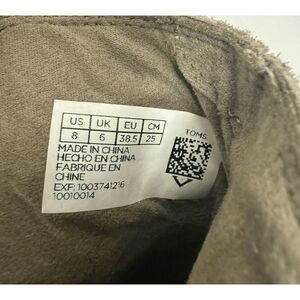 US UK EU CM
8 6 38.5 25
TOMS
MADE IN CHINA
HECHO EN CHINA
FABRIQUE EN
CHINE
EXF: 1003741216
10010014